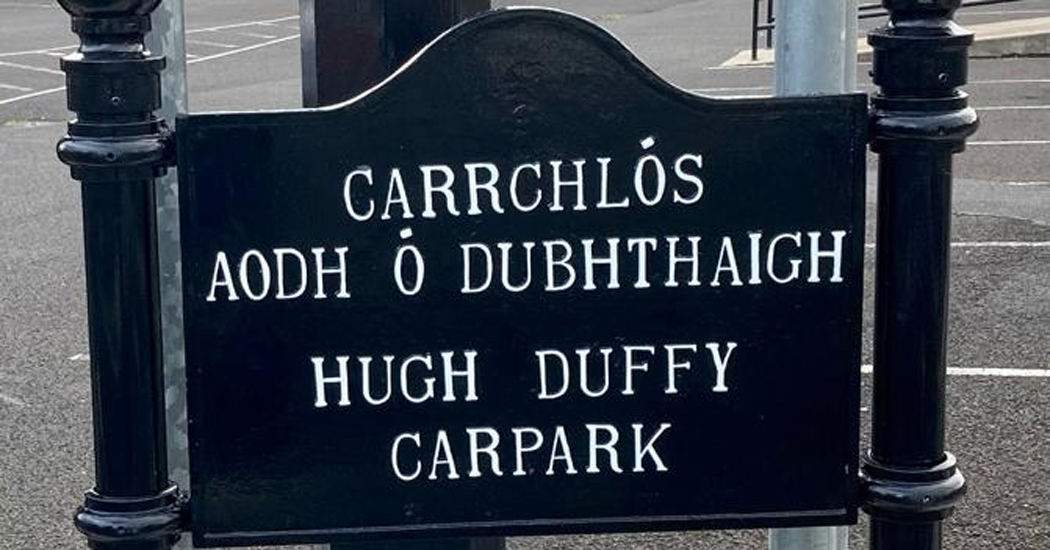 CARRCHLÓS
AODH Ó DUBHTHAIGH
HUGH DUFFY
CARPARK